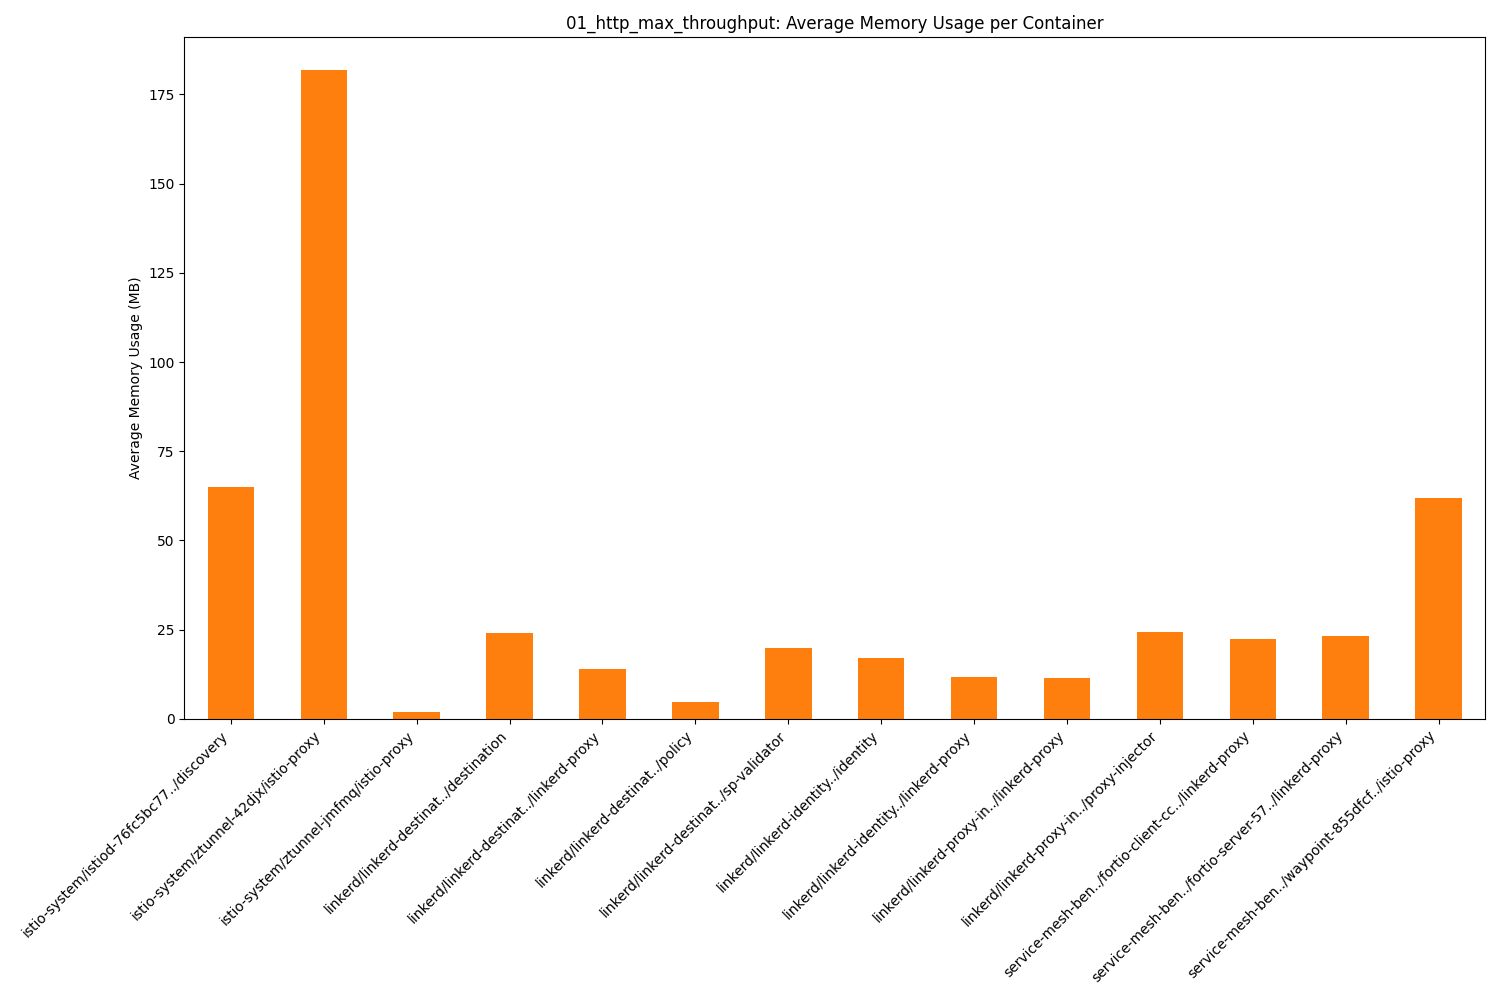 01_http_max_throughput: Average Memory Usage per Container
Average Memory Usage (MB)
175
150
125
100
75
50
25
0
istio-system/istiod-76fc5bc77../discovery
istio-system/ztunnel-42djx/istio-proxy
istio-system/ztunnel-jmfmq/istio-proxy
linkerd/linkerd-destinat../destination
linkerd/linkerd-destinat../linkerd-proxy
linkerd/linkerd-destinat../policy
linkerd/linkerd-destinat../sp-validator
linkerd/linkerd-identity../identity
linkerd/linkerd-identity../linkerd-proxy
linkerd/linkerd-proxy-in../linkerd-proxy
linkerd/linkerd-proxy-in../proxy-injector
service-mesh-ben../fortio-client-cc../linkerd-proxy
service-mesh-ben../fortio-server-57../linkerd-proxy
service-mesh-ben../waypoint-855dfcf../istio-proxy